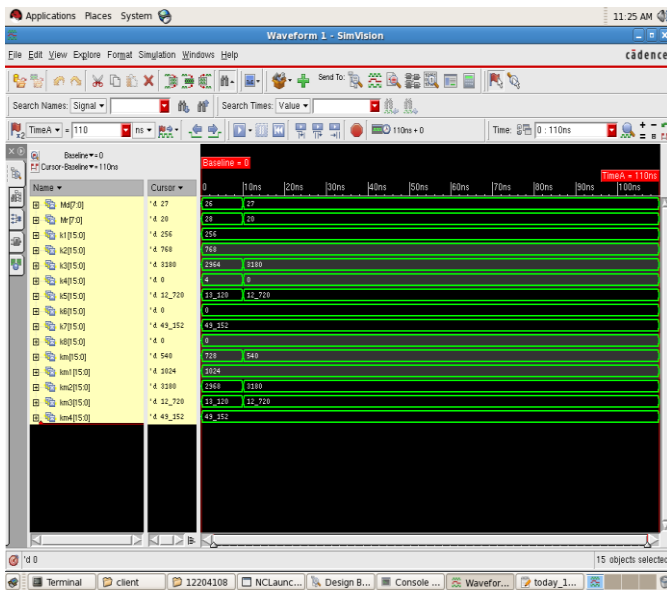 Applications Places System 11:25 AM
Waveform 1 - SimVision
File Edit View Explore Format Simulation Windows Help cādence
Send To:
Search Names: Signal Search Times: Value
TimeA = 110 ns 110ns + 0 Time: 0 : 110ns
Baseline = 0
Cursor-Baseline = 110ns
Baseline = 0
TimeA = 110ns
Name Cursor 0 10ns 20ns 30ns 40ns 50ns 60ns 70ns 80ns 90ns 100ns
Md[7:0] 'd 27 26 27
Mr[7:0] 'd 20 28 20
k1[15:0] 'd 256 256
k2[15:0] 'd 768 768
k3[15:0] 'd 3180 2964 3180
k4[15:0] 'd 0 4 0
k5[15:0] 'd 12_720 13_120 12_720
k6[15:0] 'd 0 0
k7[15:0] 'd 49_152 49_152
k8[15:0] 'd 0 0
km[15:0] 'd 540 728 540
km1[15:0] 'd 1024 1024
km2[15:0] 'd 3180 2968 3180
km3[15:0] 'd 12_720 13_120 12_720
km4[15:0] 'd 49_152 49_152
'd 0 15 objects selected
Terminal client 12204108 NCLaunc... Design B... Console ... Wavefor... today_1...